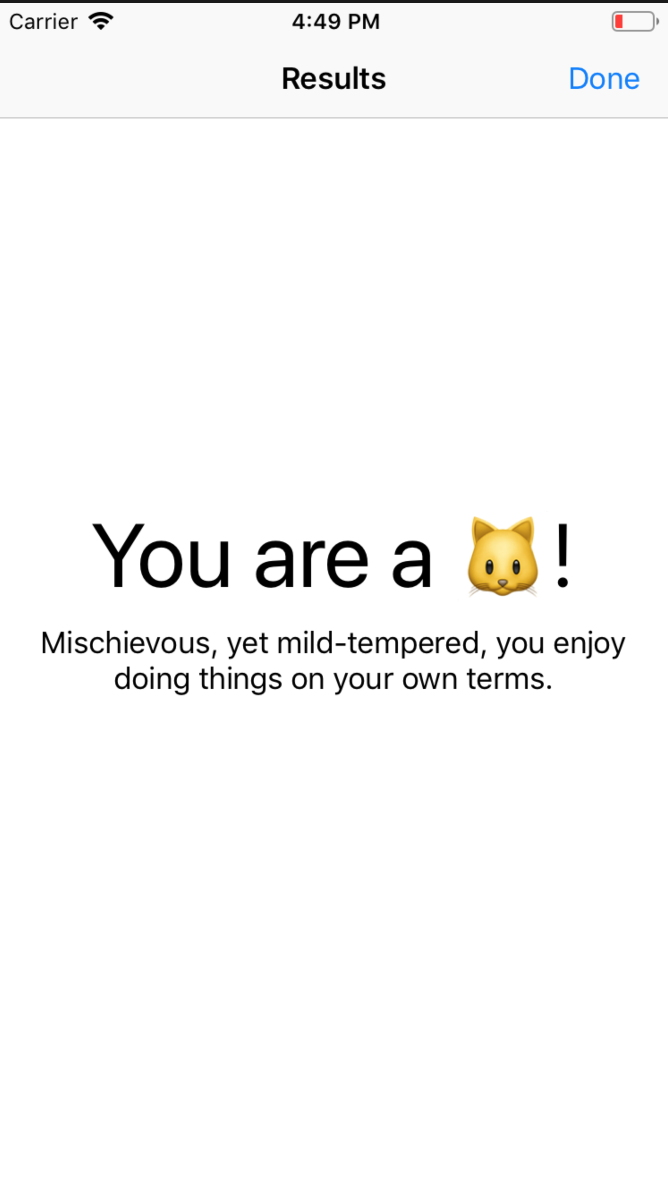 Carrier 4:49 PM
Results Done
You are a 🐱!
Mischievous, yet mild-tempered, you enjoy
doing things on your own terms.